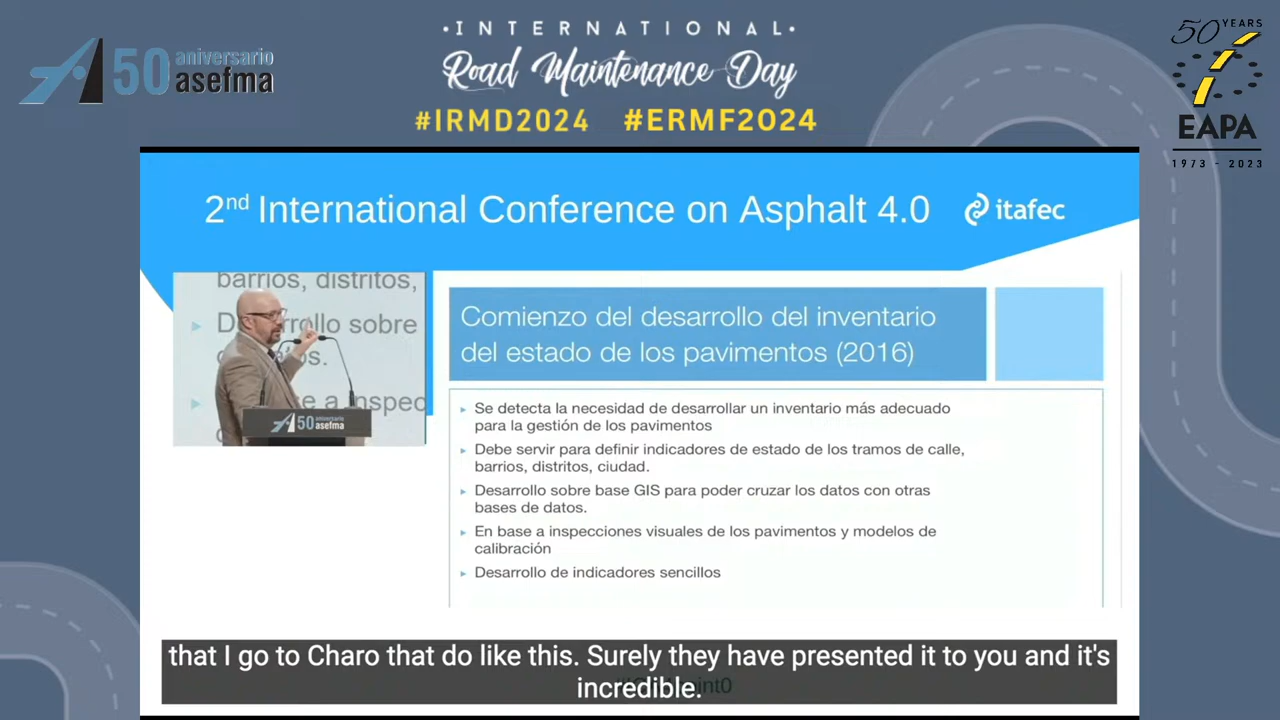 ·INTERNATIONAL·
Road Maintenance Day
#IRMD2024 #ERMF2024
50 aniversario
asefma
50 YEARS
EAPA
1973 - 2023
2nd International Conference on Asphalt 4.0
itafec
barrios, distritos,
sobre
50 aniversario
asefma
Comienzo del desarrollo del inventario
del estado de los pavimentos (2016)
Se detecta la necesidad de desarrollar un inventario más adecuado
para la gestión de los pavimentos
Debe servir para definir indicadores de estado de los tramos de calle,
barrios, distritos, ciudad.
Desarrollo sobre base GIS para poder cruzar los datos con otras
bases de datos.
En base a inspecciones visuales de los pavimentos y modelos de
calibración
Desarrollo de indicadores sencillos
that I go to Charo that do like this. Surely they have presented it to you and it's
incredible.